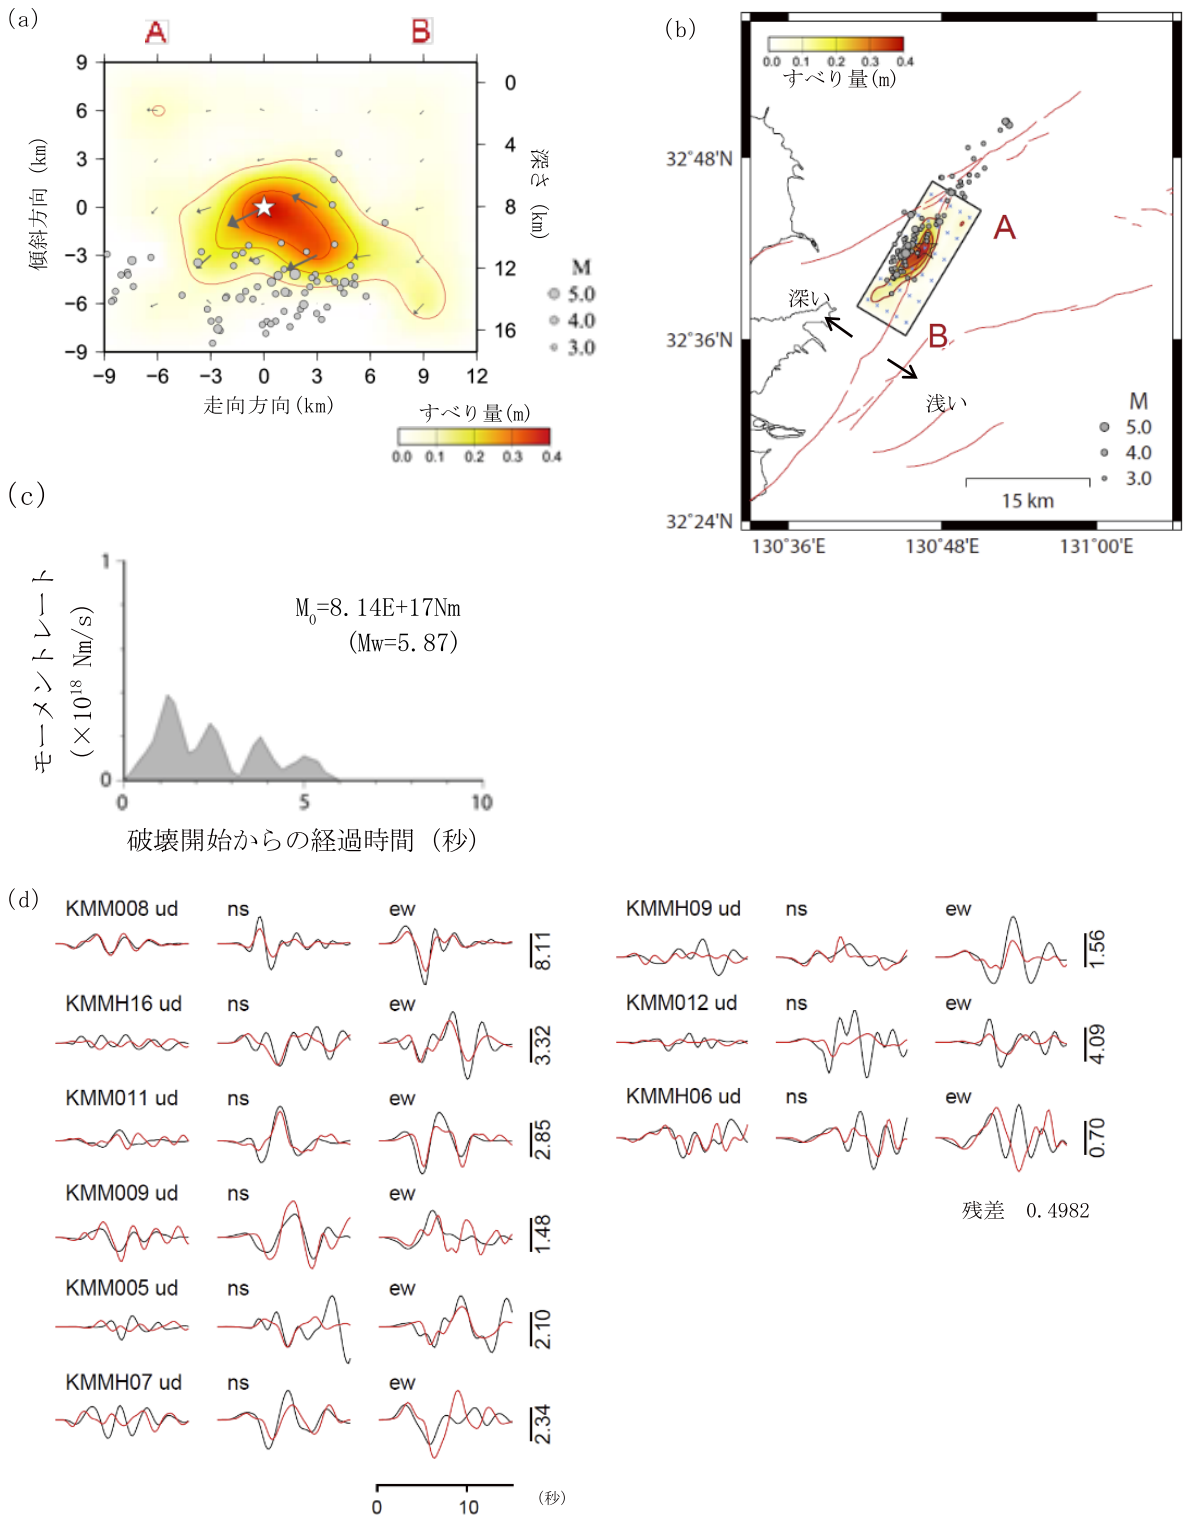 (a)
A
B
9
6
3
0
-3
-6
-9
傾斜方向 (km)
0
4
8
12
16
深さ (km)
-9 -6 -3 0 3 6 9 12
走向方向(km)
M
5.0
4.0
3.0
すべり量(m)
0.0 0.1 0.2 0.3 0.4
(b)
0.0 0.1 0.2 0.3 0.4
すべり量(m)
32°48'N
32°36'N
32°24'N
A
B
深い
浅い
M
5.0
4.0
3.0
15 km
130°36'E 130°48'E 131°00'E
(c)
モーメントレート
(×10¹⁸ Nm/s)
1
0
M₀=8.14E+17Nm
(Mw=5.87)
0 5 10
破壊開始からの経過時間 (秒)
(d)
KMM008 ud ns ew 8.11
KMMH16 ud ns ew 3.32
KMM011 ud ns ew 2.85
KMM009 ud ns ew 1.48
KMM005 ud ns ew 2.10
KMMH07 ud ns ew 2.34
0 10 (秒)
KMMH09 ud ns ew 1.56
KMM012 ud ns ew 4.09
KMMH06 ud ns ew 0.70
残差 0.4982